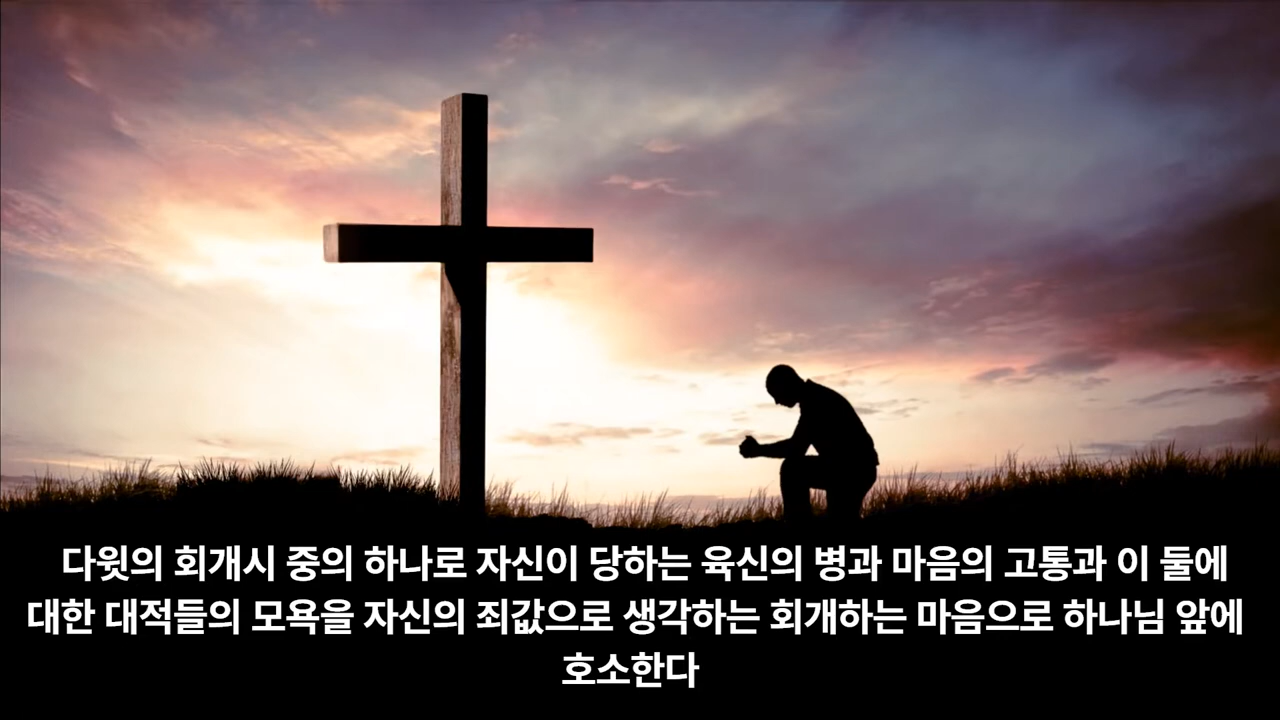 다윗의 회개시 중의 하나로 자신이 당하는 육신의 병과 마음의 고통과 이 둘에
대한 대적들의 모욕을 자신의 죄값으로 생각하는 회개하는 마음으로 하나님 앞에
호소한다